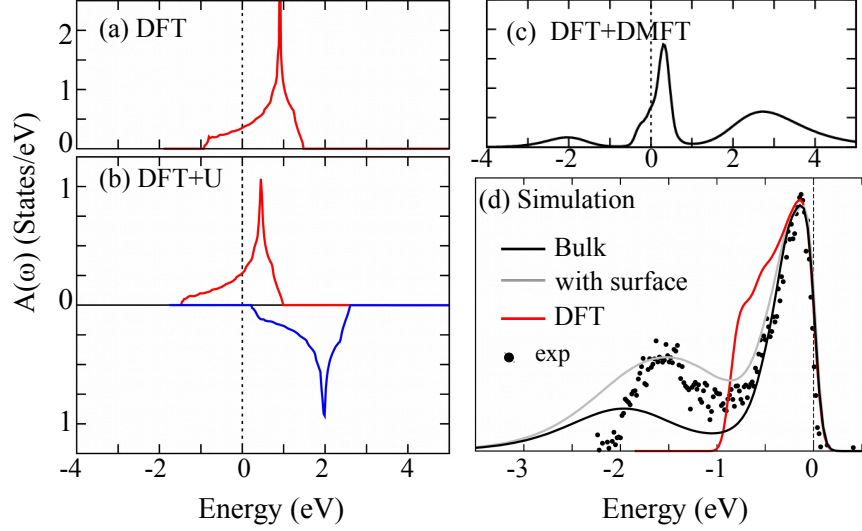 (a) DFT
2
1
0
(b) DFT+U
1
0
1
-4
-2
0
2
4
Energy (eV)
A(ω) (States/eV)
(c) DFT+DMFT
-4
-2
0
2
4
(d) Simulation
Bulk
with surface
DFT
exp
-3
-2
-1
0
Energy (eV)